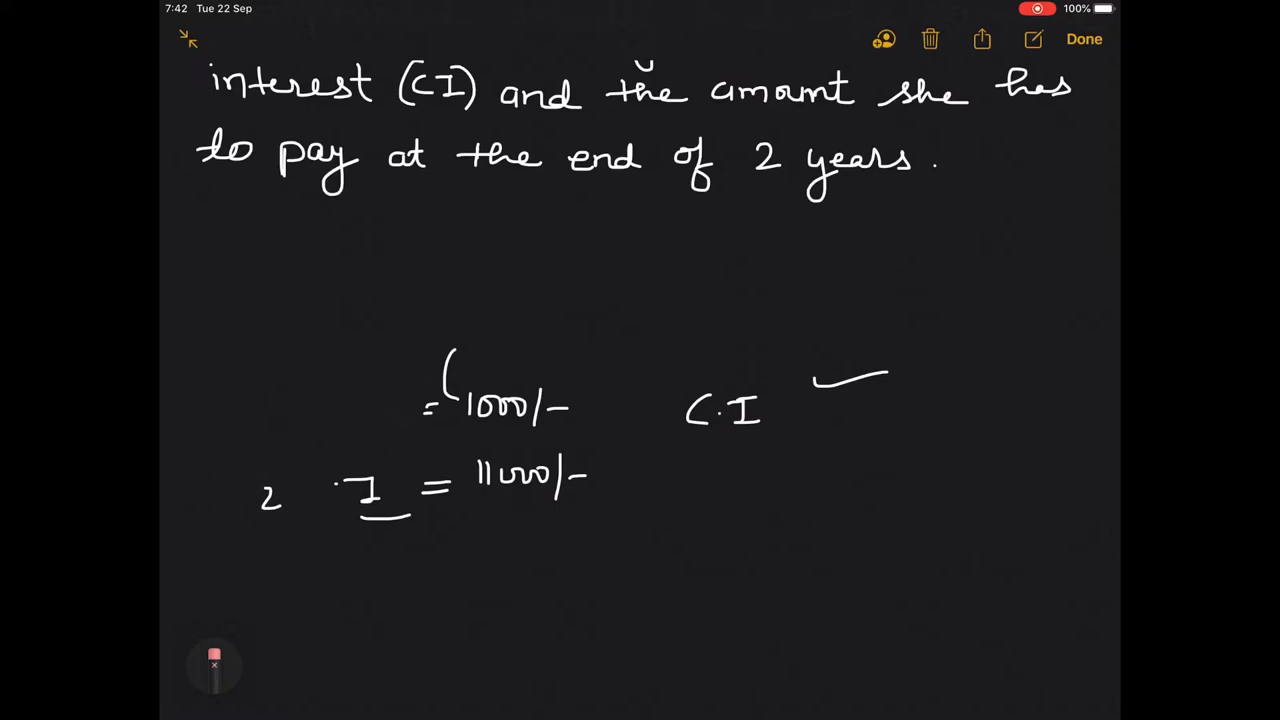 7:42 Tue 22 Sep 100%
Done
interest (CI) and the amount she has
to pay at the end of 2 years.
( = 1000/- C.I
2 .I = 11000/-